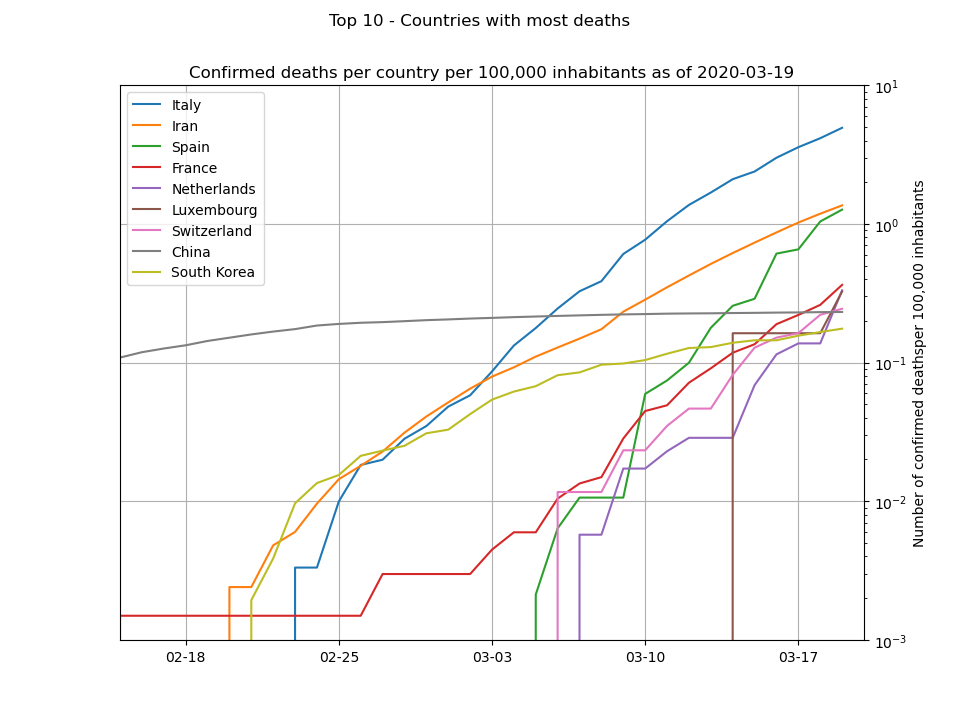 Top 10 - Countries with most deaths
Confirmed deaths per country per 100,000 inhabitants as of 2020-03-19
Italy
Iran
Spain
France
Netherlands
Luxembourg
Switzerland
China
South Korea
10¹
10⁰
10⁻¹
10⁻²
10⁻³
Number of confirmed deathsper 100,000 inhabitants
02-18
02-25
03-03
03-10
03-17